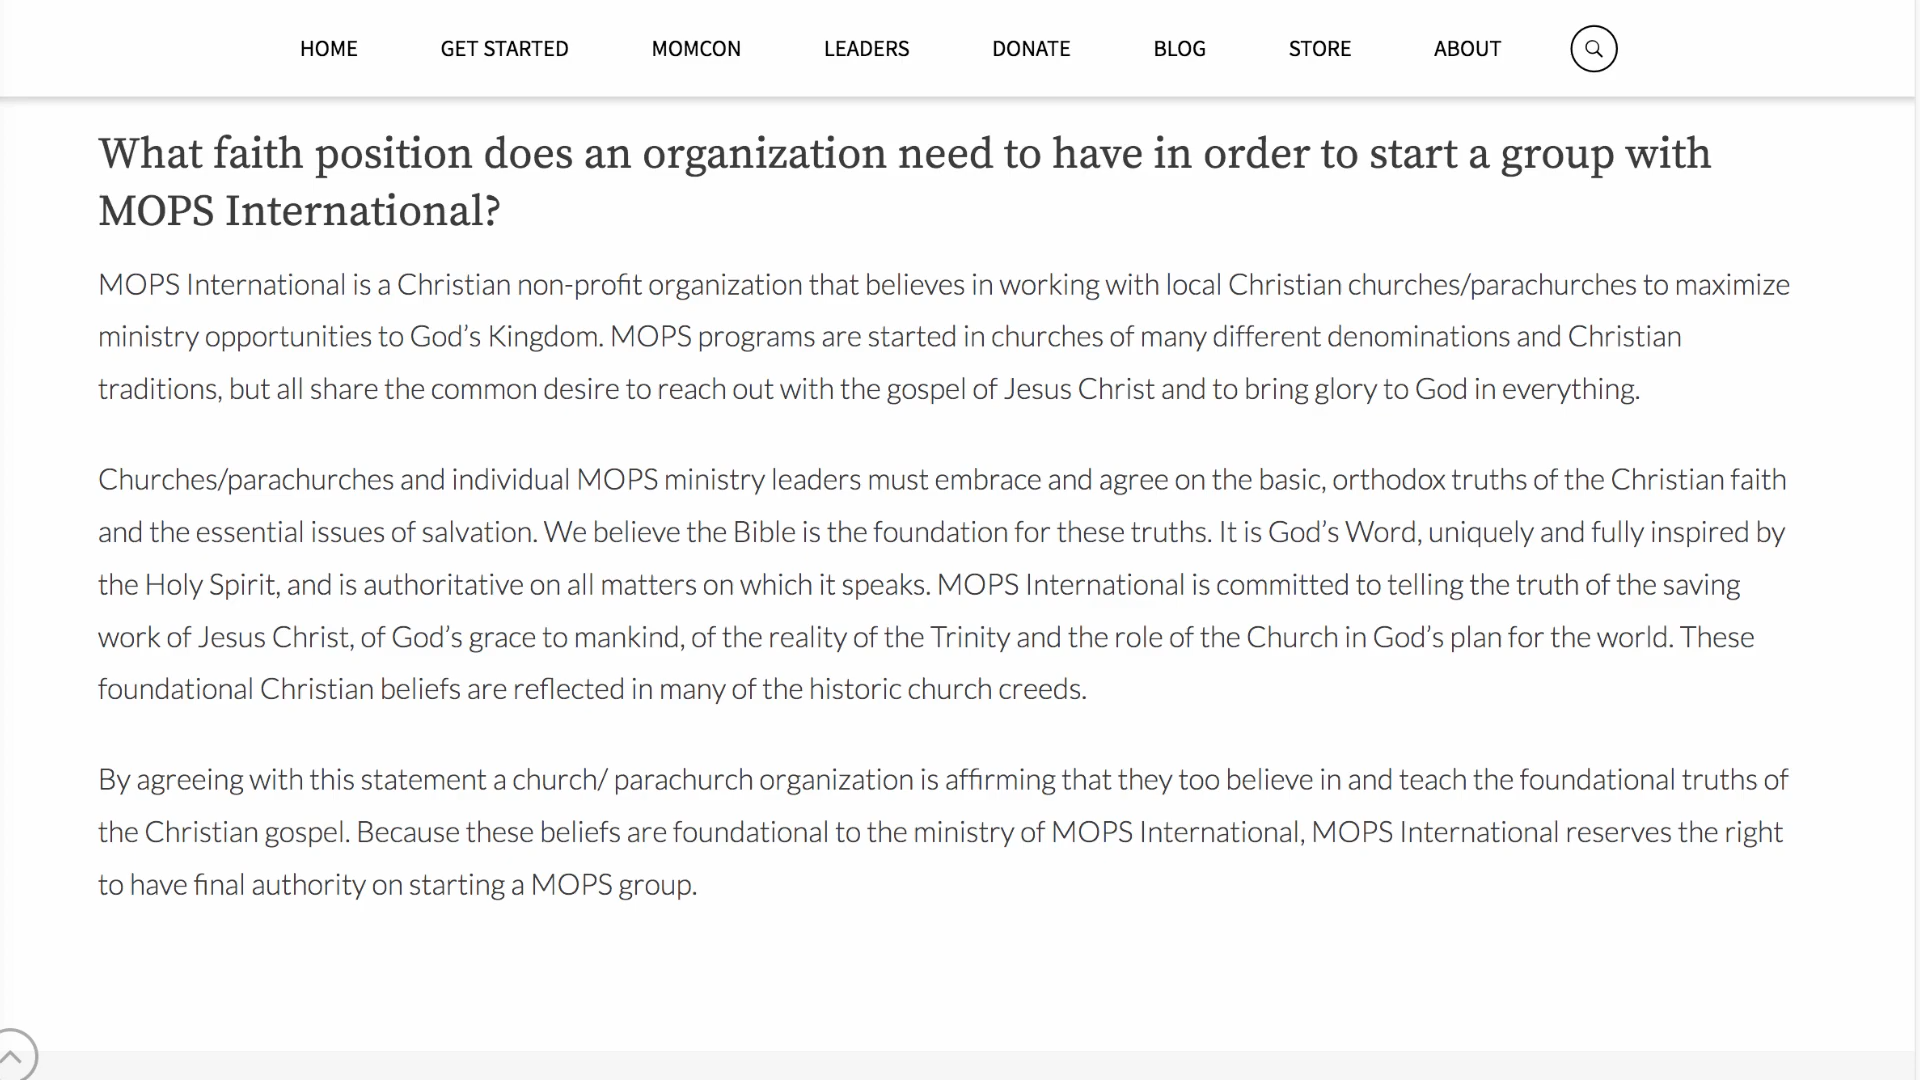 HOME GET STARTED MOMCON LEADERS DONATE BLOG STORE ABOUT
What faith position does an organization need to have in order to start a group with
MOPS International?
MOPS International is a Christian non-profit organization that believes in working with local Christian churches/parachurches to maximize
ministry opportunities to God’s Kingdom. MOPS programs are started in churches of many different denominations and Christian
traditions, but all share the common desire to reach out with the gospel of Jesus Christ and to bring glory to God in everything.
Churches/parachurches and individual MOPS ministry leaders must embrace and agree on the basic, orthodox truths of the Christian faith
and the essential issues of salvation. We believe the Bible is the foundation for these truths. It is God’s Word, uniquely and fully inspired by
the Holy Spirit, and is authoritative on all matters on which it speaks. MOPS International is committed to telling the truth of the saving
work of Jesus Christ, of God’s grace to mankind, of the reality of the Trinity and the role of the Church in God’s plan for the world. These
foundational Christian beliefs are reflected in many of the historic church creeds.
By agreeing with this statement a church/ parachurch organization is affirming that they too believe in and teach the foundational truths of
the Christian gospel. Because these beliefs are foundational to the ministry of MOPS International, MOPS International reserves the right
to have final authority on starting a MOPS group.